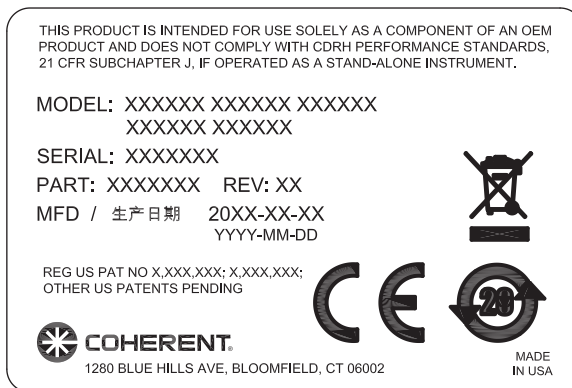 THIS PRODUCT IS INTENDED FOR USE SOLELY AS A COMPONENT OF AN OEM
PRODUCT AND DOES NOT COMPLY WITH CDRH PERFORMANCE STANDARDS,
21 CFR SUBCHAPTER J, IF OPERATED AS A STAND-ALONE INSTRUMENT.
MODEL: XXXXXX XXXXXX XXXXXX
XXXXXX XXXXXX
SERIAL: XXXXXXX
PART: XXXXXXX REV: XX
MFD / 生产日期 20XX-XX-XX
YYYY-MM-DD
REG US PAT NO X,XXX,XXX; X,XXX,XXX;
OTHER US PATENTS PENDING
CE
20
COHERENT.
1280 BLUE HILLS AVE, BLOOMFIELD, CT 06002
MADE
IN USA